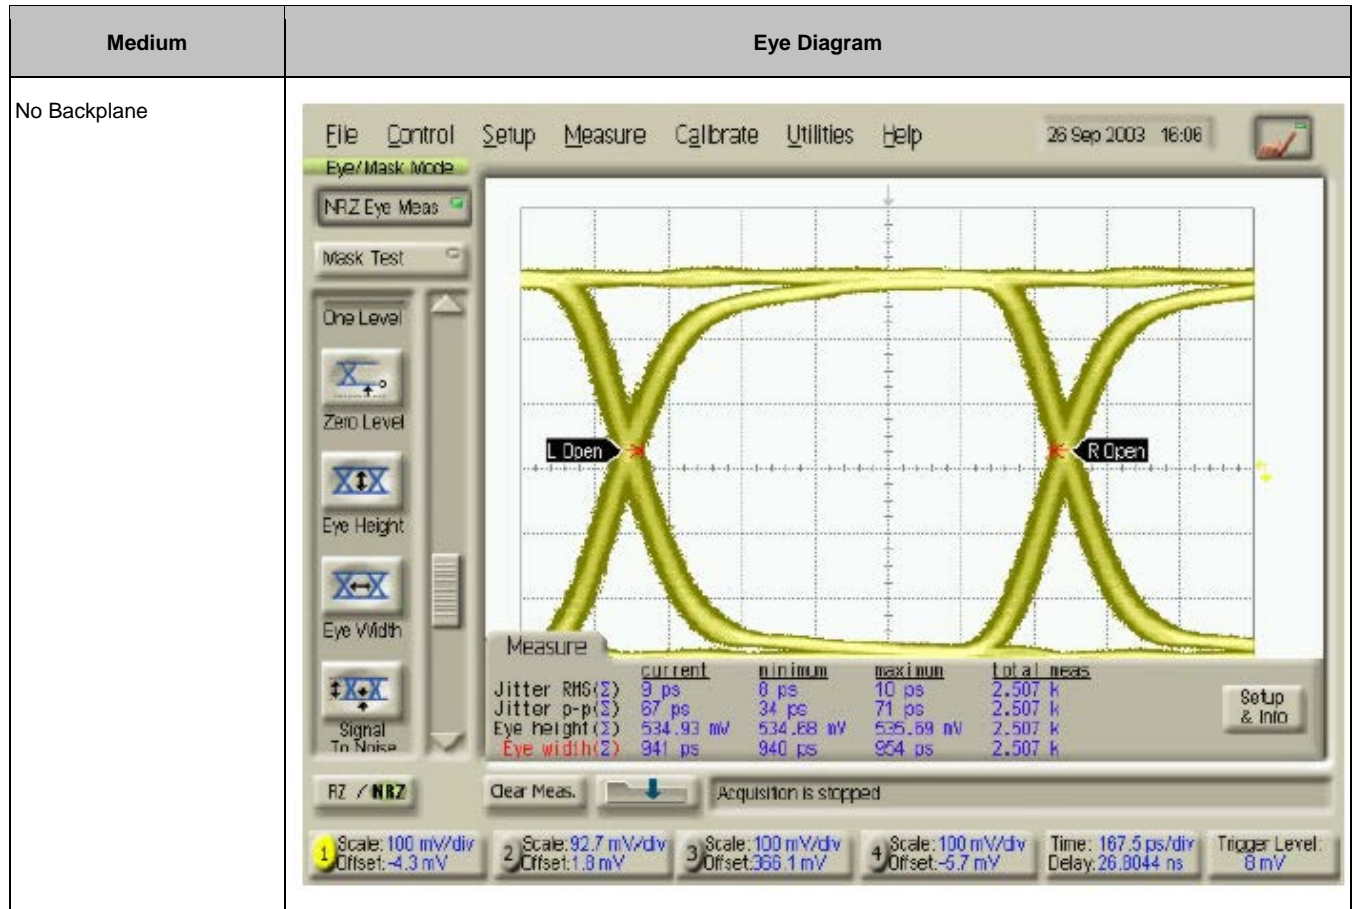 Medium
Eye Diagram
No Backplane
File Control Setup Measure Calibrate Utilities Help
26 Sep 2003 16:06
Eye/Mask Mode
NRZ Eye Meas
Mask Test
One Level
Zero Level
Eye Height
Eye Width
Signal
To Noise
RZ / NRZ
L Open
R Open
Measure
current minimum maximum total meas
Jitter RMS(Σ) 9 ps 8 ps 10 ps 2.507 k
Jitter p-p(Σ) 67 ps 34 ps 71 ps 2.507 k
Eye height(Σ) 534.93 mV 534.68 mV 535.69 mV 2.507 k
Eye width(Σ) 941 ps 940 ps 954 ps 2.507 k
Setup
& Info
Clear Meas.
Acquisition is stopped
1 Scale: 100 mV/div
Offset: -4.3 mV
2 Scale: 92.7 mV/div
Offset: 1.8 mV
3 Scale: 100 mV/div
Offset: 366.1 mV
4 Scale: 100 mV/div
Offset: -5.7 mV
Time: 167.5 ps/div
Delay: 26.8044 ns
Trigger Level:
8 mV